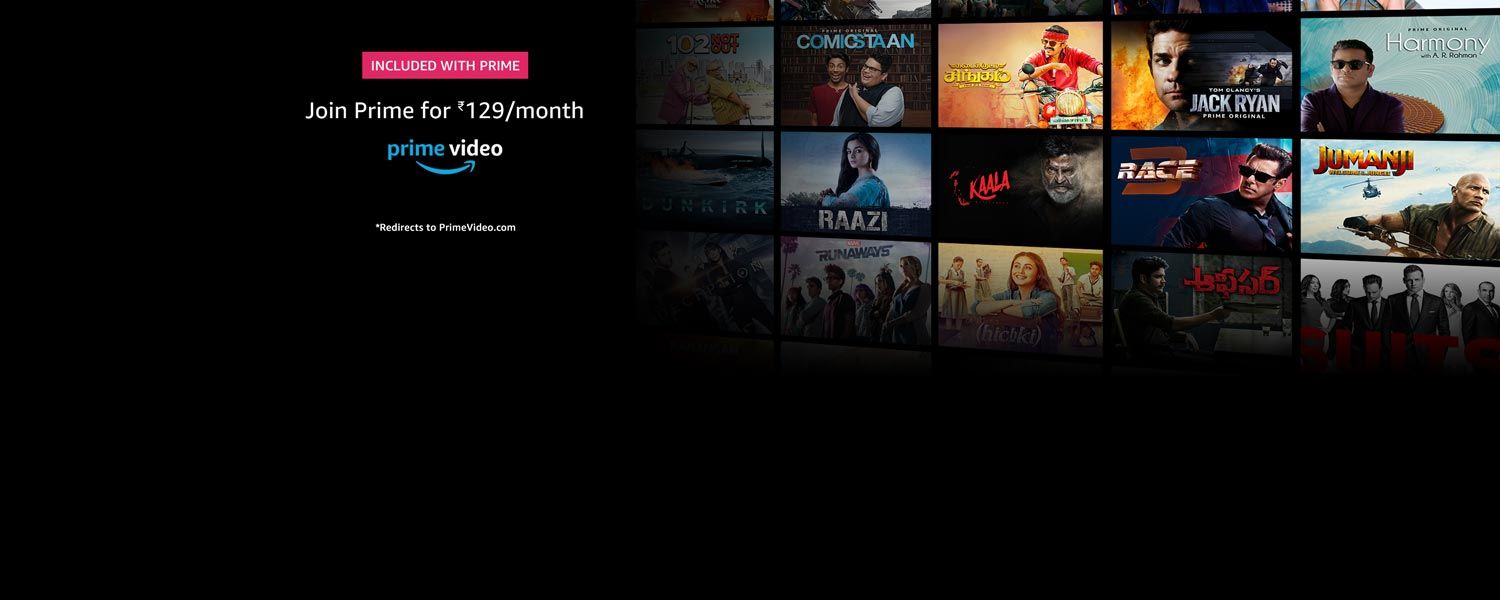 INCLUDED WITH PRIME
Join Prime for ₹129/month
prime video
*Redirects to PrimeVideo.com
102 NOT OUT
PRIME ORIGINAL
COMICSTAAN
TOM CLANCY'S
JACK RYAN
PRIME ORIGINAL
PRIME ORIGINAL
Harmony
with A. R. Rahman
DUNKIRK
RAAZI
KAALA
RACE 3
JUMANJI
WELCOME TO THE JUNGLE
RUNAWAYS
hichki
ఆఫీసర్
SUITS